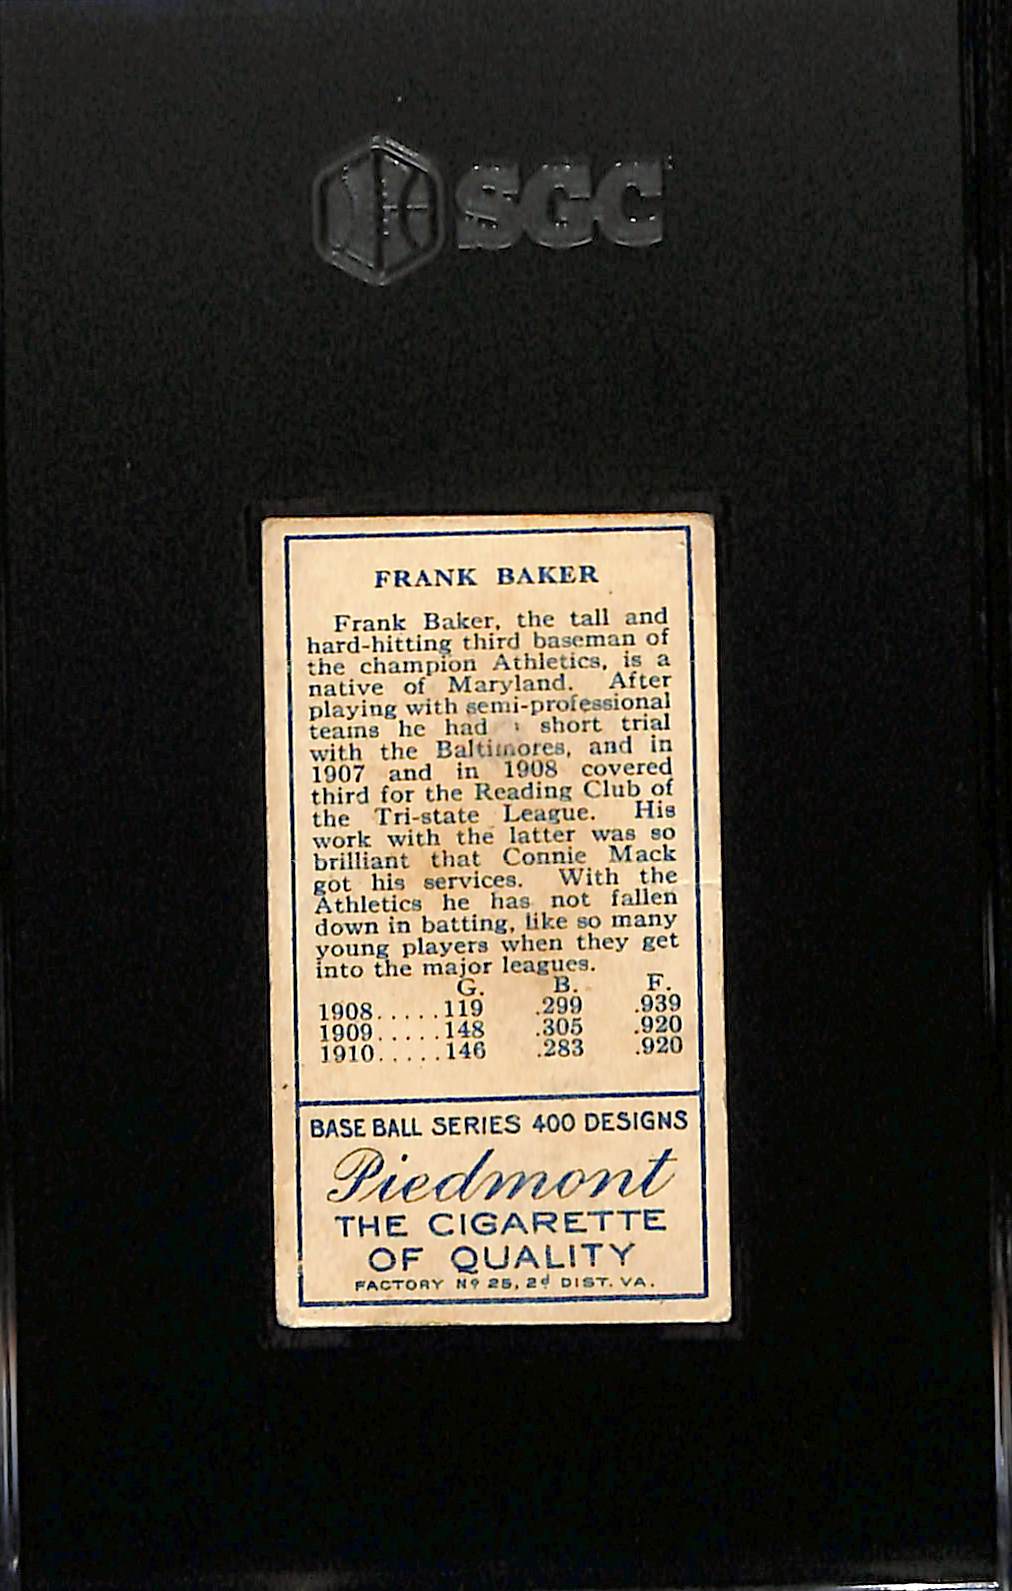 SGC
FRANK BAKER
Frank Baker, the tall and
hard-hitting third baseman of
the champion Athletics, is a
native of Maryland. After
playing with semi-professional
teams he had short trial
with the Baltimores, and in
1907 and in 1908 covered
third for the Reading Club of
the Tri-state League. His
work with the latter was so
brilliant that Connie Mack
got his services. With the
Athletics he has not fallen
down in batting, like so many
young players when they get
into the major leagues.
G. B. F.
1908.....119 .299 .939
1909.....148 .305 .920
1910.....146 .283 .920
BASE BALL SERIES 400 DESIGNS
Piedmont
THE CIGARETTE
OF QUALITY
FACTORY Nº 25, 2d DIST. VA.